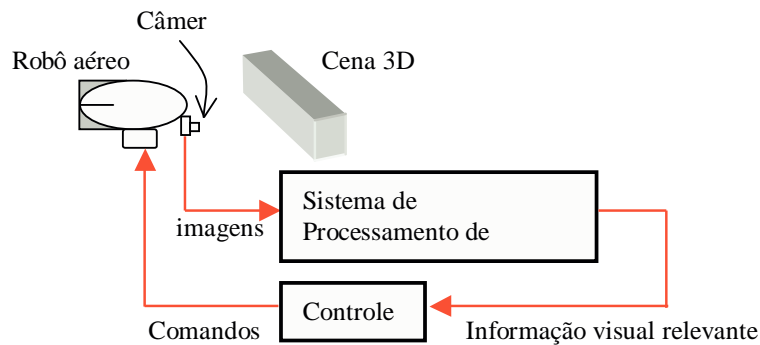 Câmer
Robô aéreo
Cena 3D
Sistema de
Processamento de
imagens
Controle
Comandos
Informação visual relevante